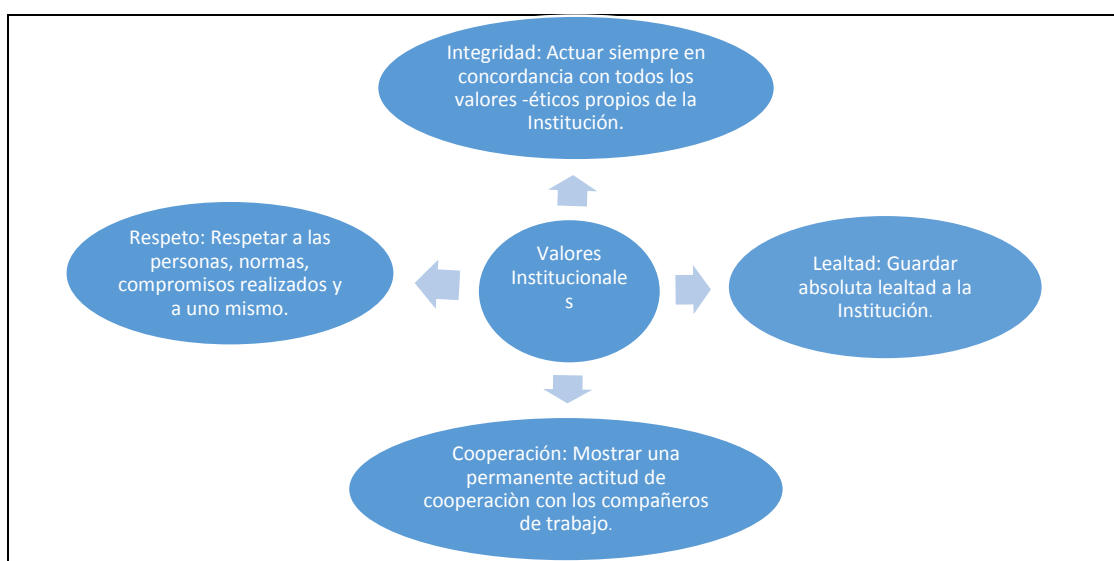 Integridad: Actuar siempre en
concordancia con todos los
valores -éticos propios de la
Institución.
Respeto: Respetar a las
personas, normas,
compromisos realizados y
a uno mismo.
Valores
Institucionale
s
Lealtad: Guardar
absoluta lealtad a la
Institución.
Cooperación: Mostrar una
permanente actitud de
cooperaciòn con los compañeros
de trabajo.